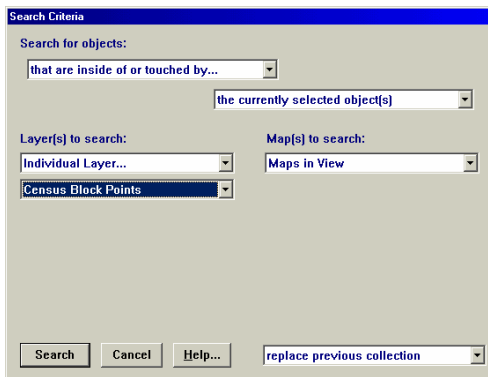 Search Criteria
Search for objects:
that are inside of or touched by...
the currently selected object(s)
Layer(s) to search: Map(s) to search:
Individual Layer... Maps in View
Census Block Points
Search Cancel Help... replace previous collection